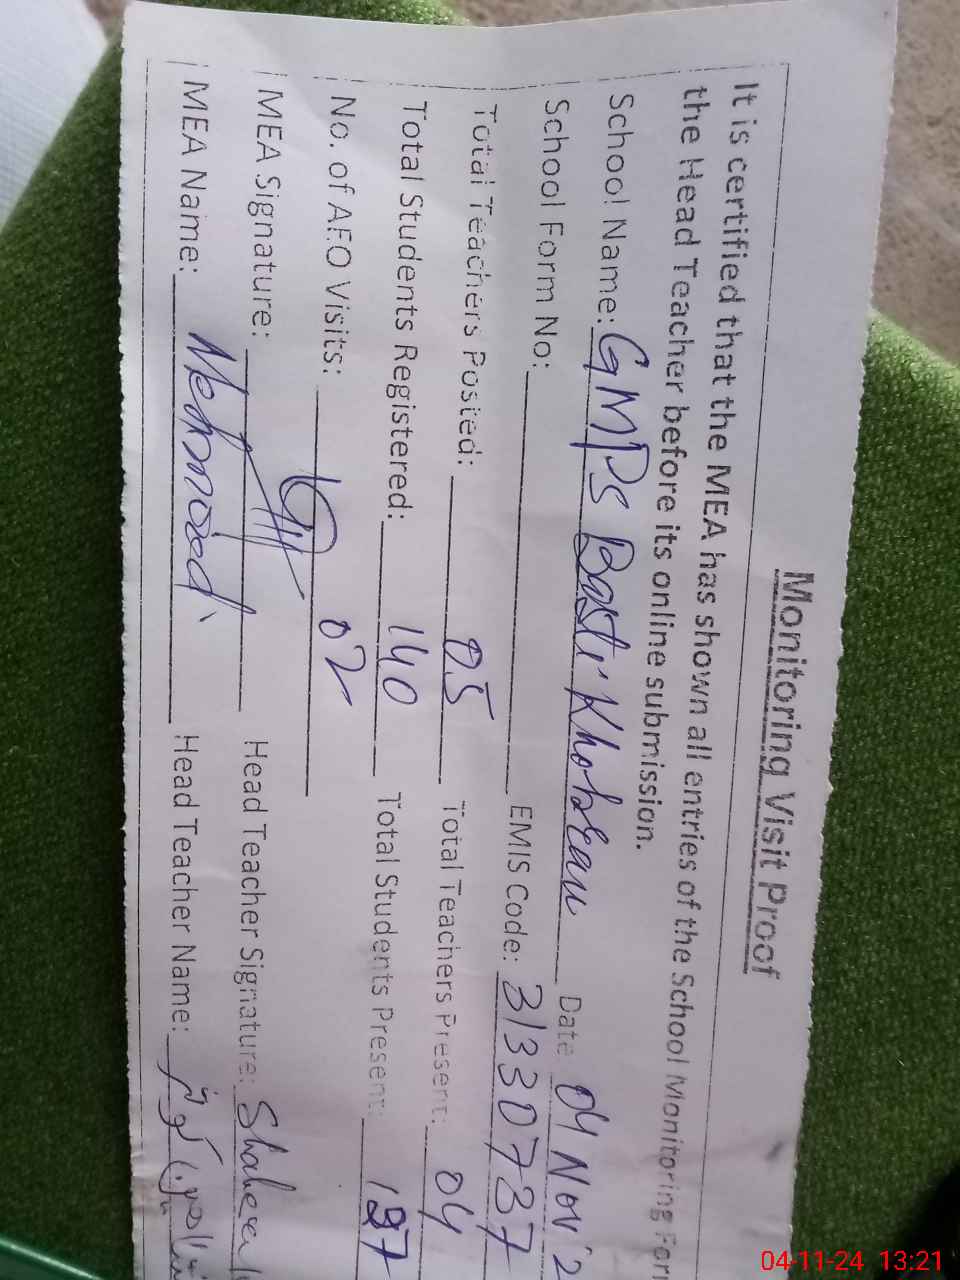 Monitoring Visit Proof
It is certified that the MEA has shown all entries of the School Monitoring Form
the Head Teacher before its online submission.
School Name: GMPS Basti Khokran Date 04 Nov '2
School Form No: EMIS Code: 31330737
Total Teachers Posted: 05 Total Teachers Present: 04
Total Students Registered: 140 Total Students Present:
No. of AEO Visits: 02
MEA Signature: Head Teacher Signature:
MEA Name: Mehmood Head Teacher Name:
04-11-24 13:21